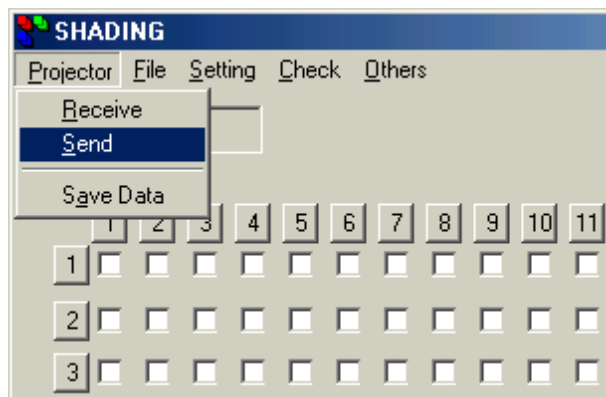 SHADING
Projector File Setting Check Others
Receive
Send
Save Data
1 2 3 4 5 6 7 8 9 10 11
1
2
3